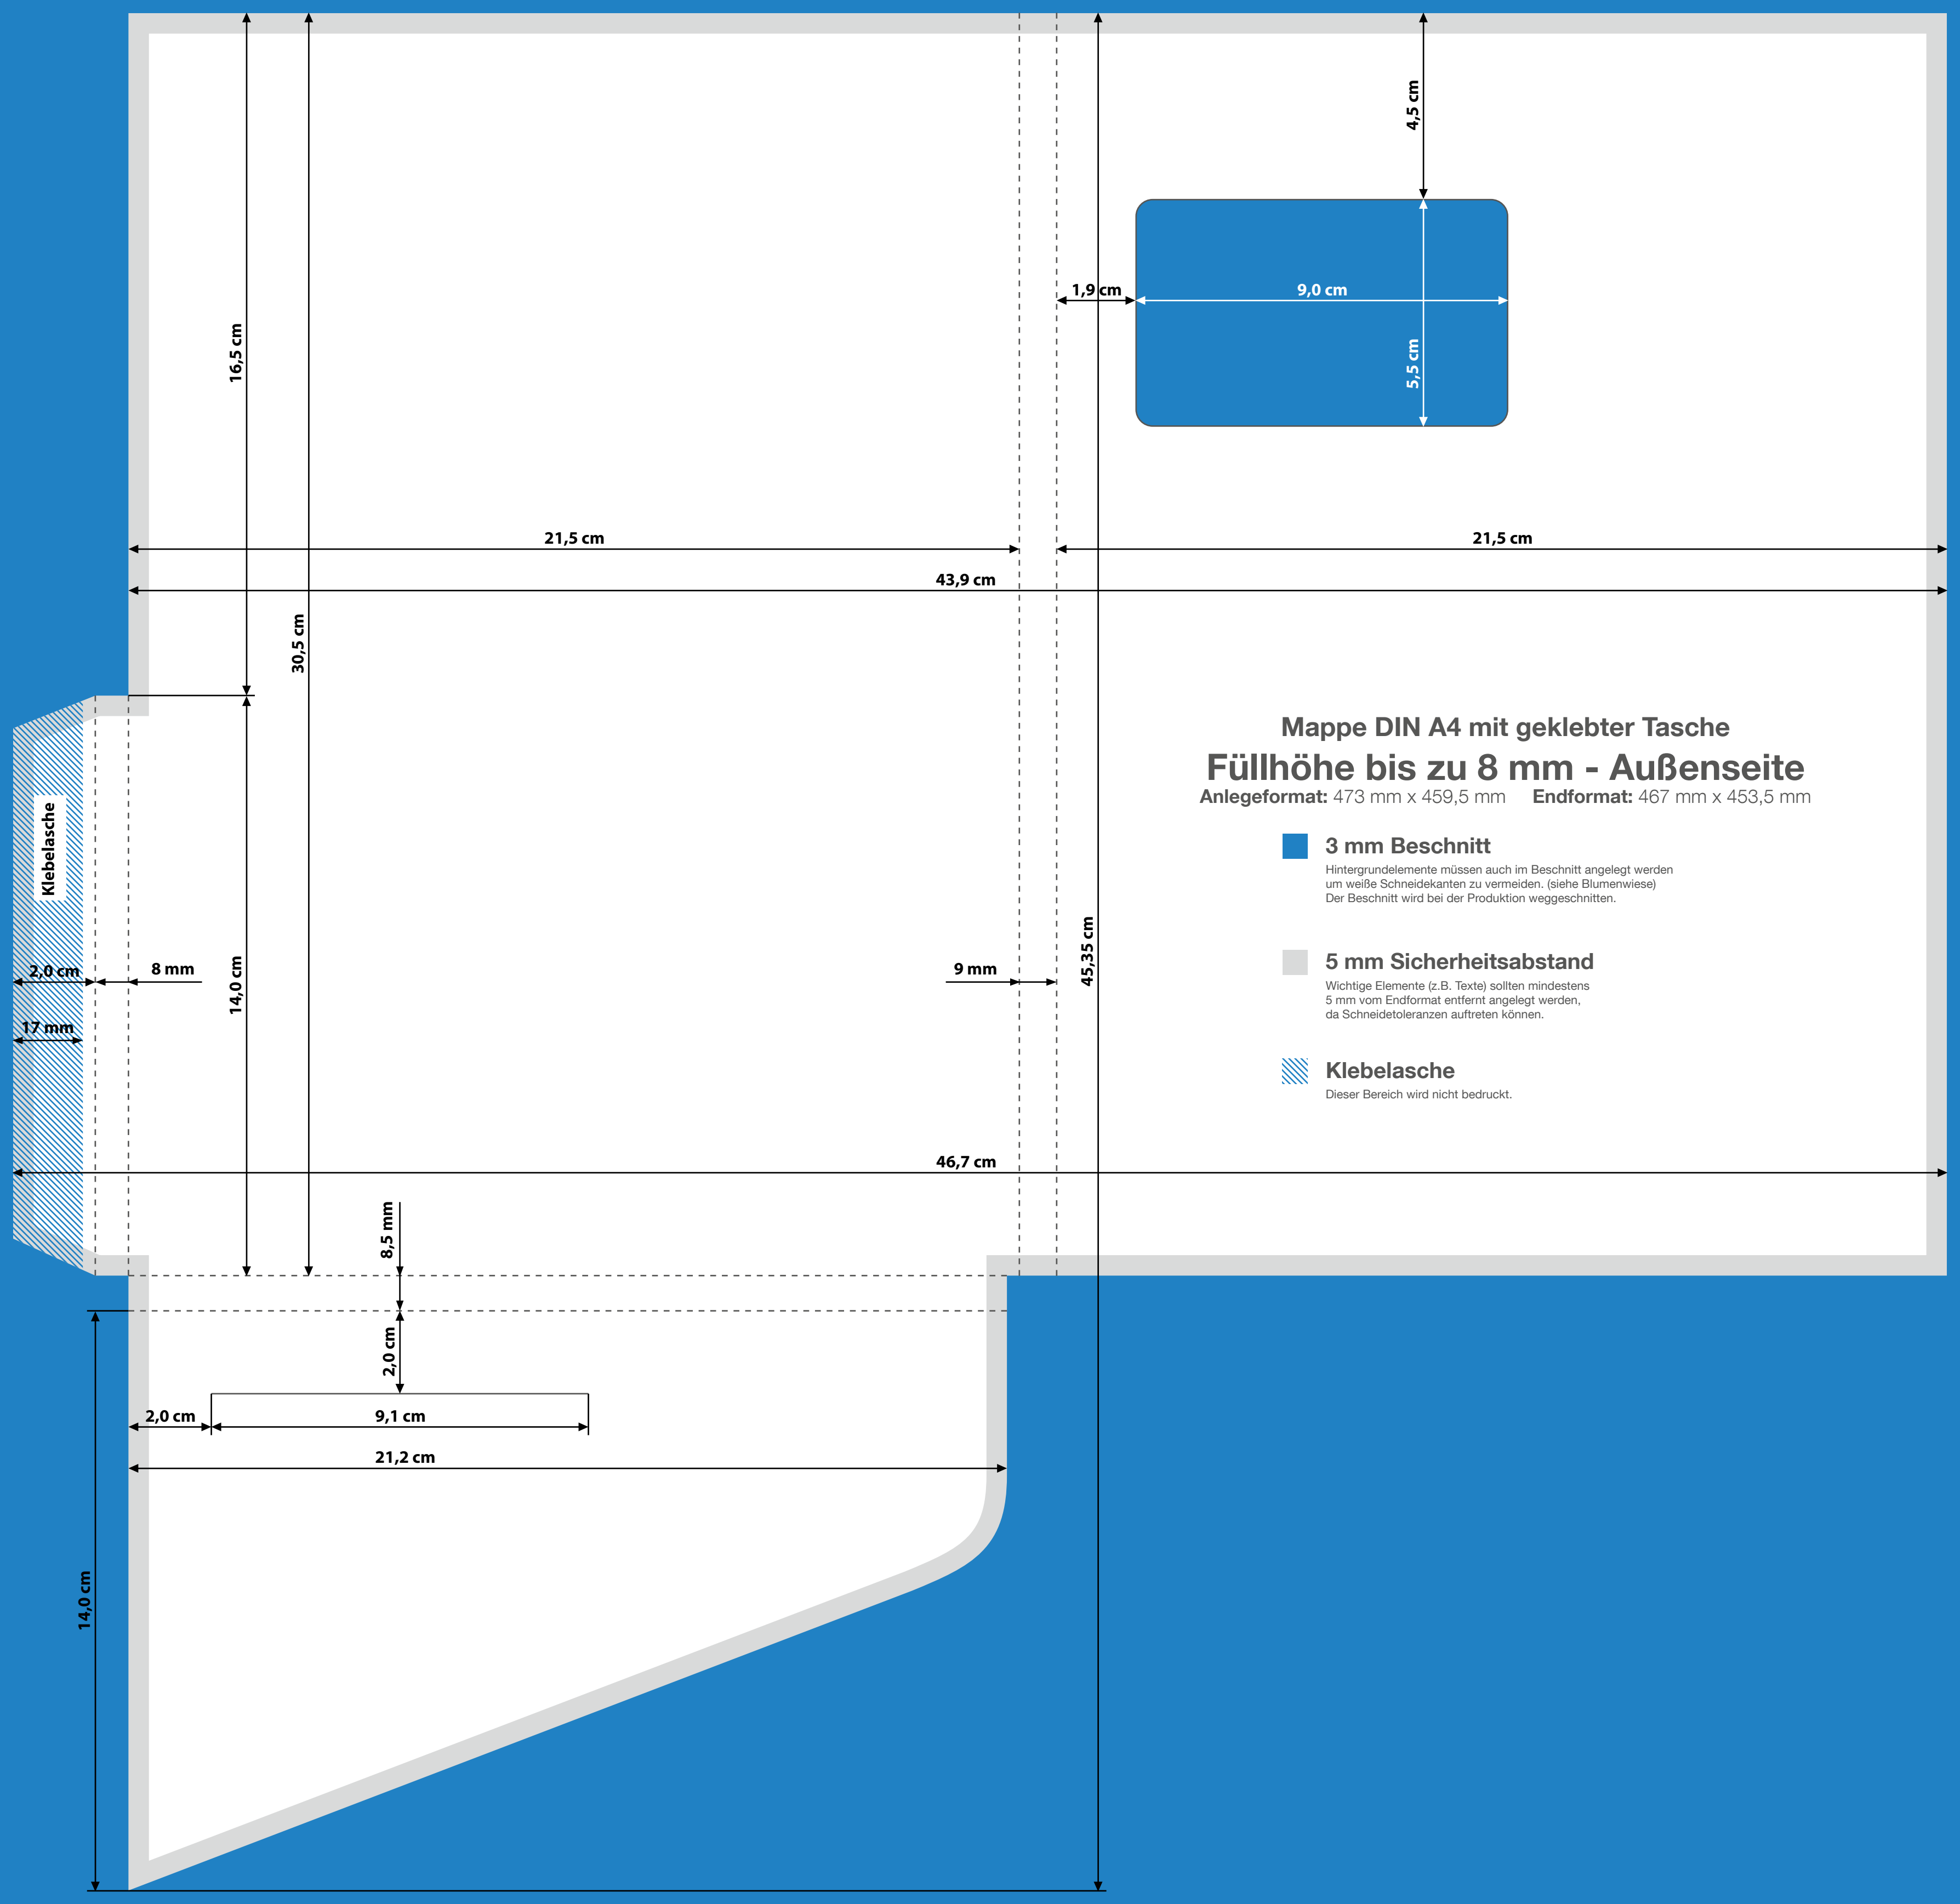 4,5 cm
1,9 cm
9,0 cm
16,5 cm
5,5 cm
21,5 cm
21,5 cm
43,9 cm
30,5 cm
Mappe DIN A4 mit geklebter Tasche
Füllhöhe bis zu 8 mm - Außenseite
Anlegeformat: 473 mm x 459,5 mm Endformat: 467 mm x 453,5 mm
3 mm Beschnitt
Hintergrundelemente müssen auch im Beschnitt angelegt werden
um weiße Schneidekanten zu vermeiden. (siehe Blumenwiese)
Der Beschnitt wird bei der Produktion weggeschnitten.
Klebelasche
45,35 cm
5 mm Sicherheitsabstand
Wichtige Elemente (z.B. Texte) sollten mindestens
5 mm vom Endformat entfernt angelegt werden,
da Schneidetoleranzen auftreten können.
2,0 cm
8 mm
14,0 cm
9 mm
17 mm
Klebelasche
Dieser Bereich wird nicht bedruckt.
46,7 cm
8,5 mm
2,0 cm
2,0 cm
9,1 cm
21,2 cm
14,0 cm